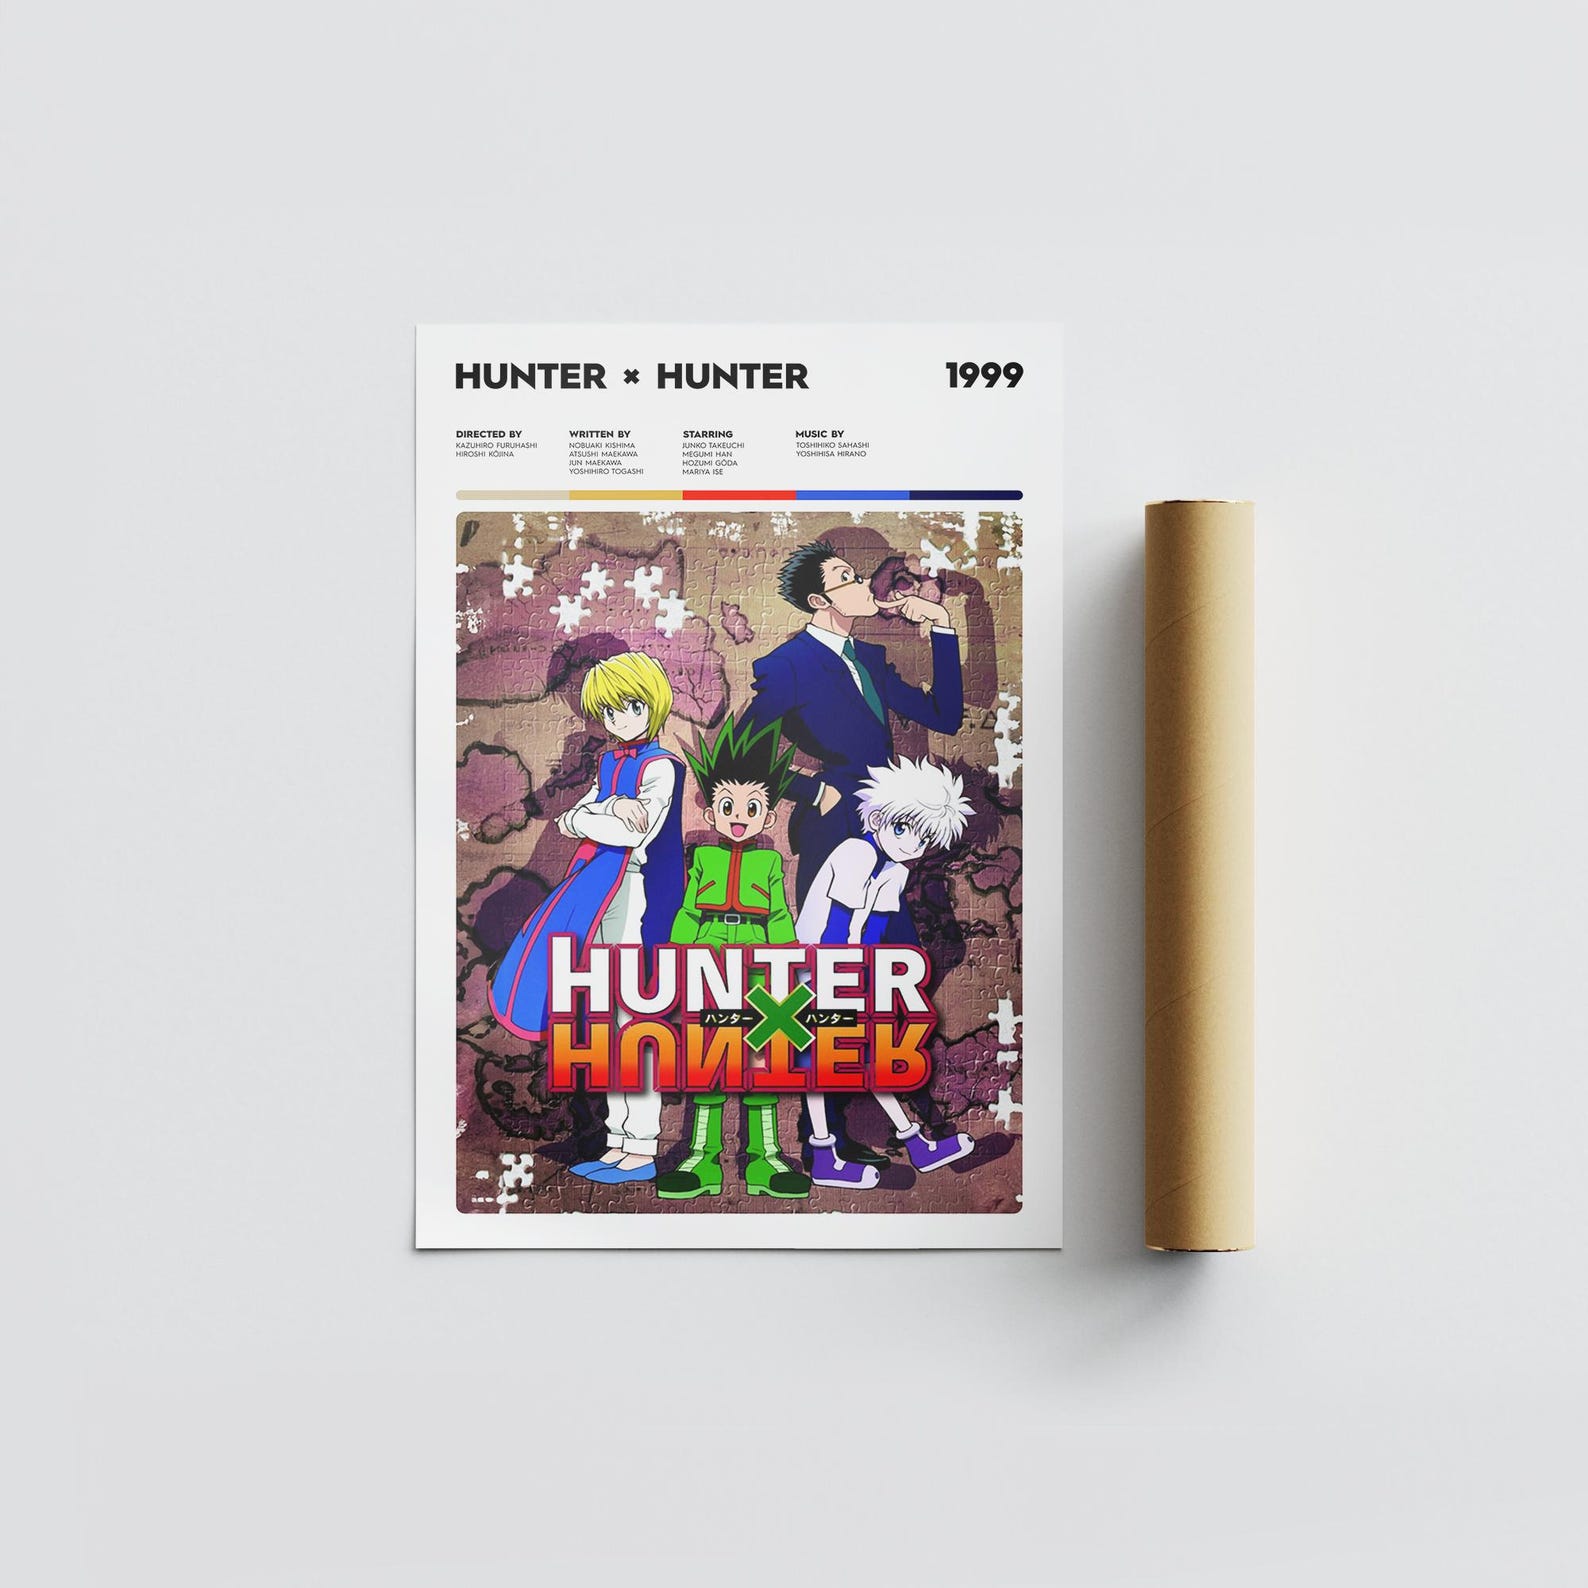 HUNTER × HUNTER 1999
DIRECTED BY
KAZUHIRO FURUHASHI
HIROSHI KŌJINA
WRITTEN BY
NOBUAKI KISHIMA
ATSUSHI MAEKAWA
JUN MAEKAWA
YOSHIHIRO TOGASHI
STARRING
JUNKO TAKEUCHI
MEGUMI HAN
HOZUMI GŌDA
MARIYA ISE
MUSIC BY
TOSHIHIKO SAHASHI
YOSHIHISA HIRANO
HUNTER
ハンター × ハンター
HUNTER